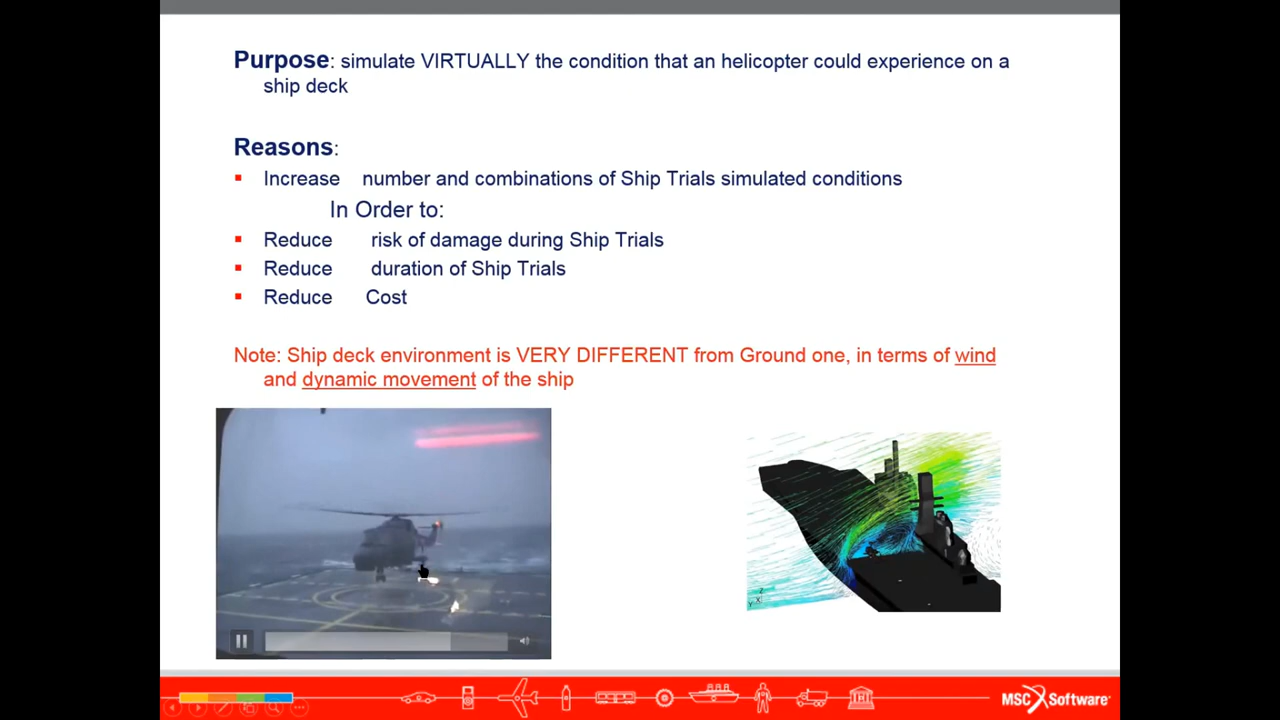 Purpose: simulate VIRTUALLY the condition that an helicopter could experience on a
ship deck
Reasons:
Increase number and combinations of Ship Trials simulated conditions
In Order to:
Reduce risk of damage during Ship Trials
Reduce duration of Ship Trials
Reduce Cost
Note: Ship deck environment is VERY DIFFERENT from Ground one, in terms of wind
and dynamic movement of the ship
Z
Y X
MSC Software